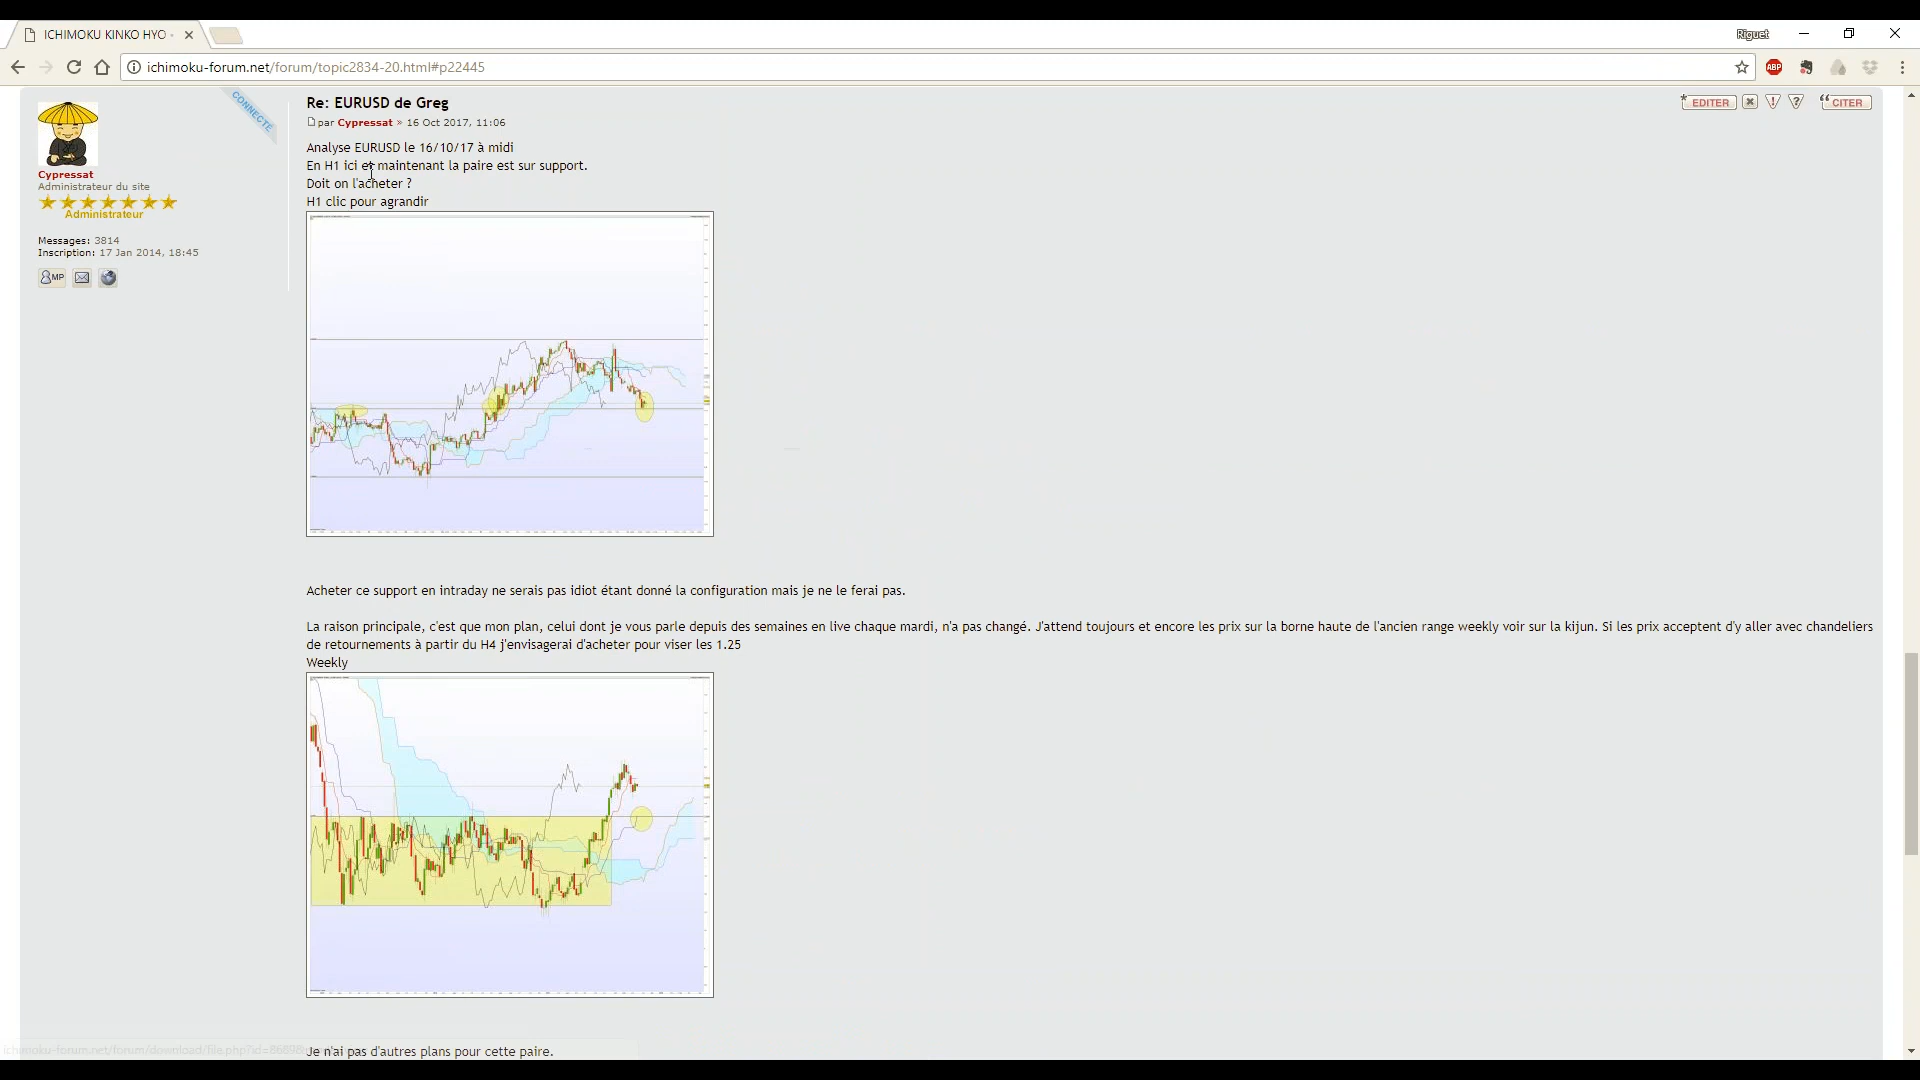 ICHIMOKU KINKO HYO -
Riguet
ichimoku-forum.net/forum/topic2834-20.html#p22445
ABP
CONNECTÉ
Re: EURUSD de Greg
EDITER
CITER
par Cypressat » 16 Oct 2017, 11:06
Cypressat
Administrateur du site
Administrateur
Messages: 3814
Inscription: 17 Jan 2014, 18:45
MP
Analyse EURUSD le 16/10/17 à midi
En H1 ici et maintenant la paire est sur support.
Doit on l'acheter ?
H1 clic pour agrandir
Acheter ce support en intraday ne serais pas idiot étant donné la configuration mais je ne le ferai pas.
La raison principale, c'est que mon plan, celui dont je vous parle depuis des semaines en live chaque mardi, n'a pas changé. J'attend toujours et encore les prix sur la borne haute de l'ancien range weekly voir sur la kijun. Si les prix acceptent d'y aller avec chandeliers
de retournements à partir du H4 j'envisagerai d'acheter pour viser les 1.25
Weekly
Je n'ai pas d'autres plans pour cette paire.